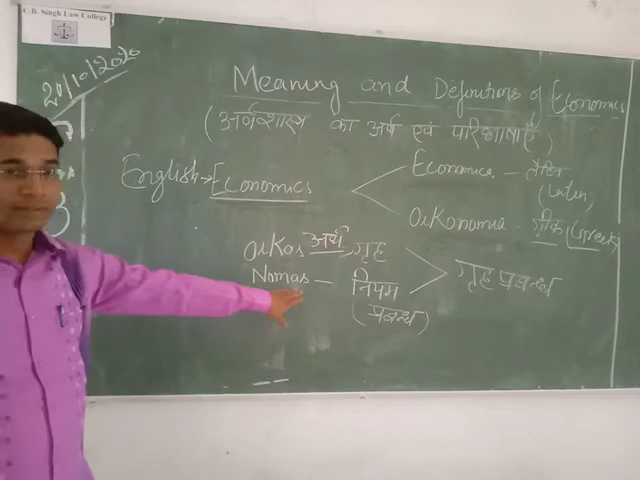 C.B. Singh Law College
20/10/2020
Meaning and Definitions of Economics
(अर्थशास्त्र का अर्थ एवं परिभाषाएँ)
English → Economics
Economica - लैटिन (Latin)
Oikonomia - ग्रीक (Greek)
Oikos अर्थ गृह
Nomas - नियम
(प्रबन्ध)
गृह प्रबन्ध